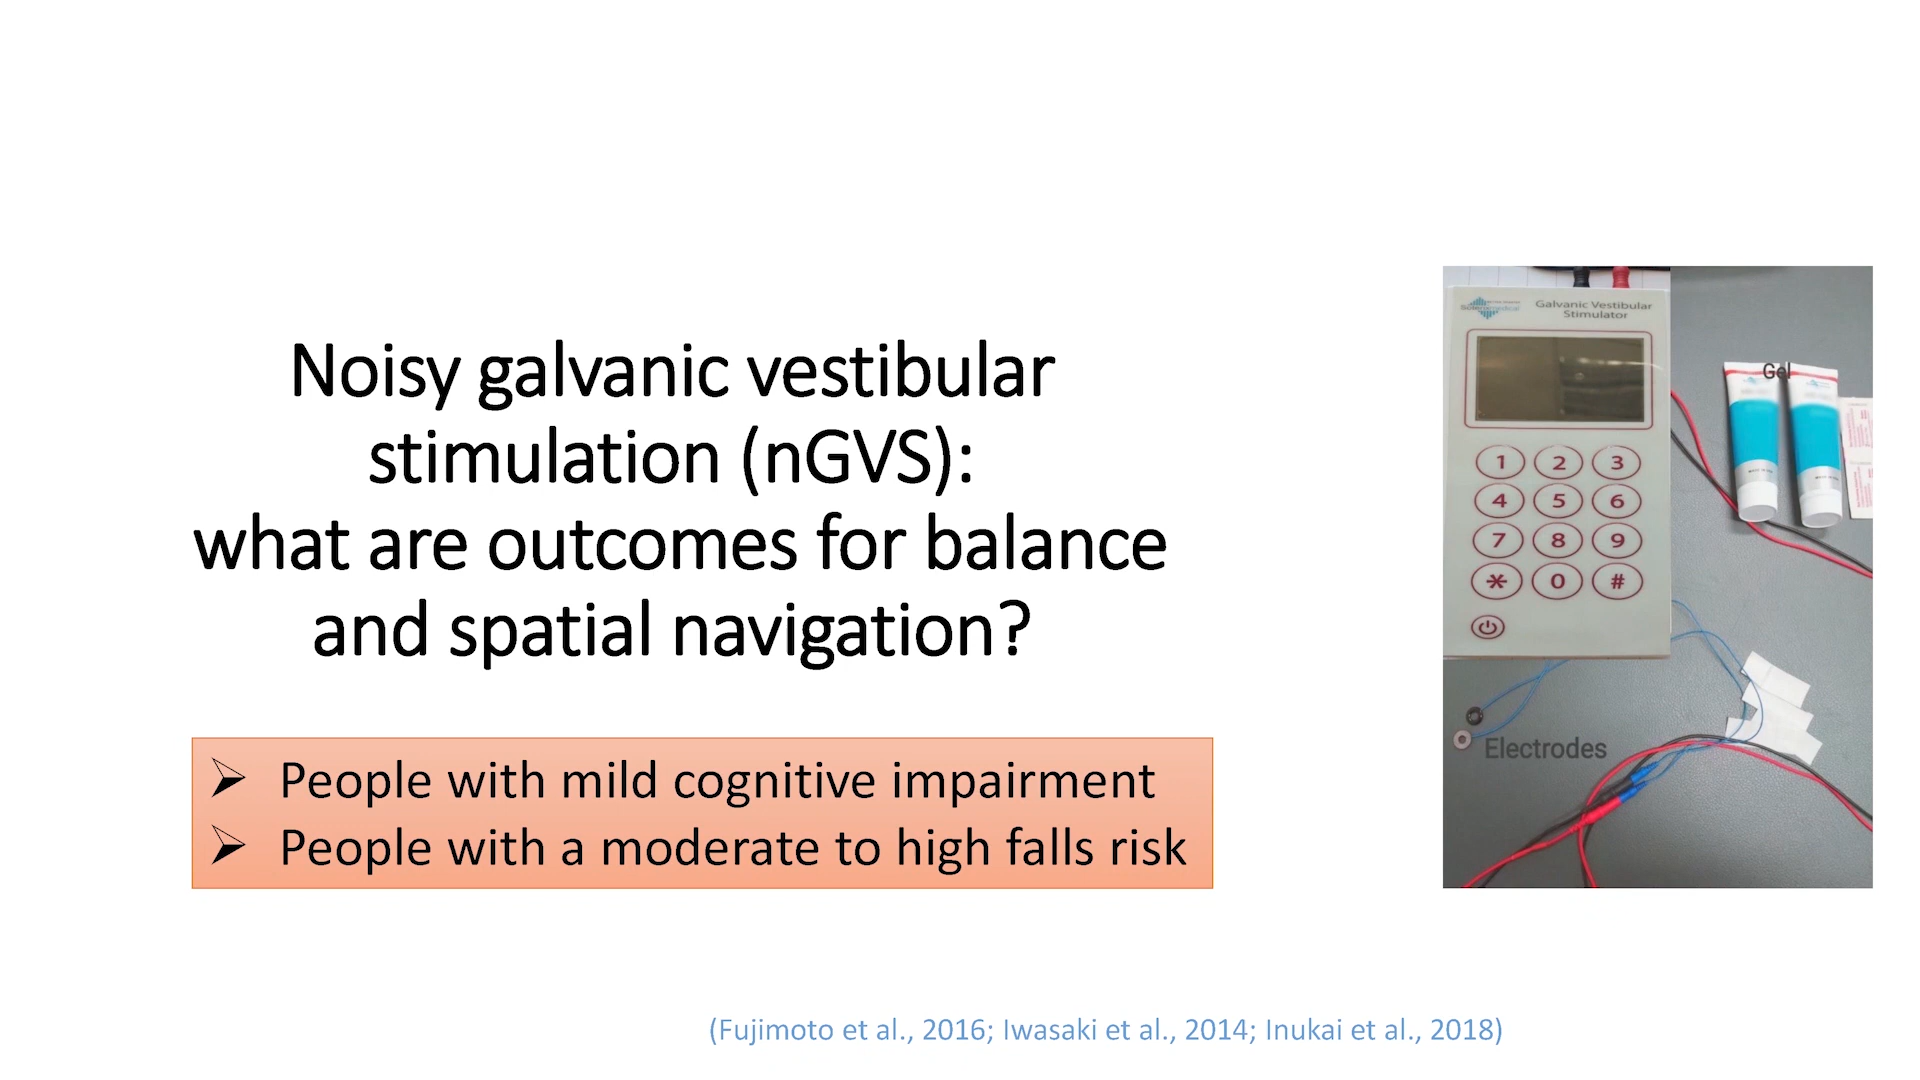 Noisy galvanic vestibular
stimulation (nGVS):
what are outcomes for balance
and spatial navigation?
➢ People with mild cognitive impairment
➢ People with a moderate to high falls risk
(Fujimoto et al., 2016; Iwasaki et al., 2014; Inukai et al., 2018)
Galvanic Vestibular
Stimulator
1 2 3
4 5 6
7 8 9
* 0 #
Gel
Electrodes